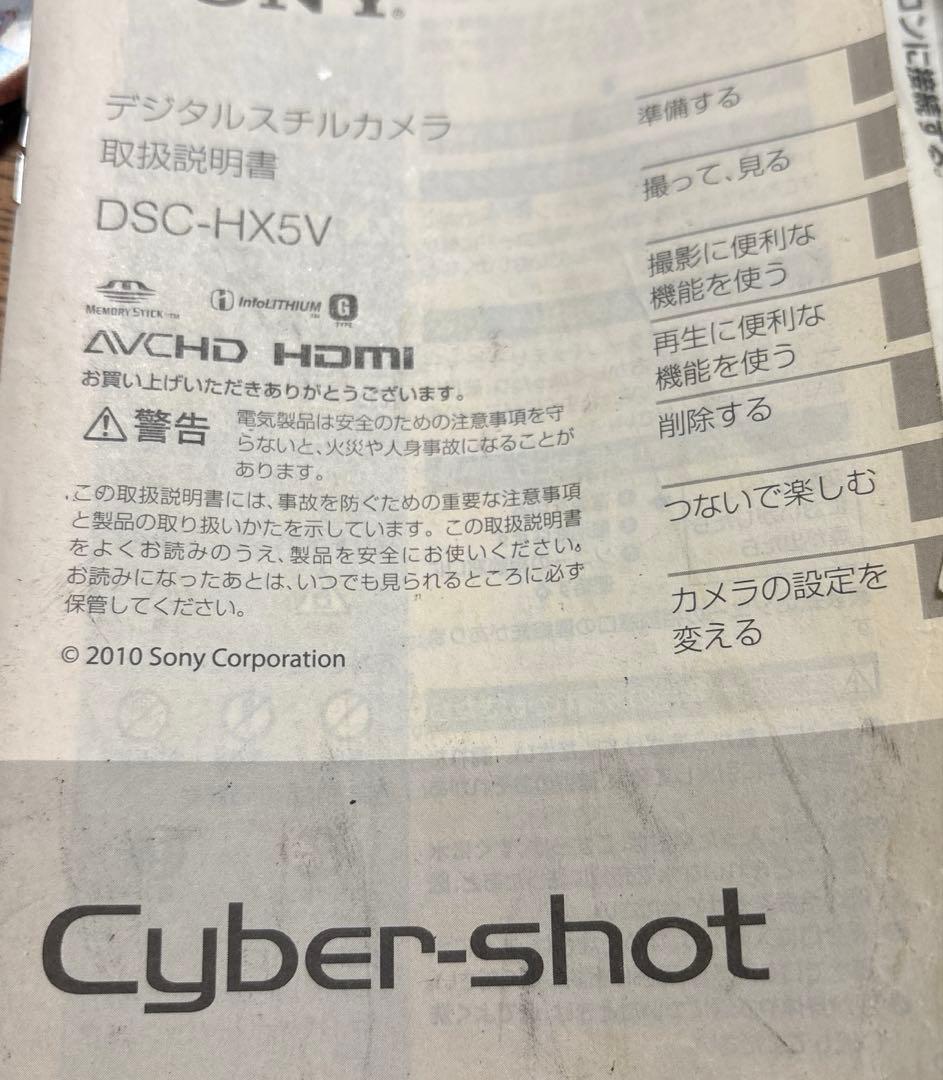 SONY®
デジタルスチルカメラ
取扱説明書
DSC-HX5V
MEMORY STICK™
InfoLITHIUM™ G TYPE
AVCHD HDMI
お買い上げいただきありがとうございます。
警告
電気製品は安全のための注意事項を守
らないと、火災や人身事故になることが
あります。
この取扱説明書には、事故を防ぐための重要な注意事項
と製品の取り扱いかたを示しています。この取扱説明書
をよくお読みのうえ、製品を安全にお使いください。
お読みになったあとは、いつでも見られるところに必ず
保管してください。
© 2010 Sony Corporation
準備する
撮って、見る
撮影に便利な
機能を使う
再生に便利な
機能を使う
削除する
つないで楽しむ
カメラの設定を
変える
コンに接続する。
Cyber-shot